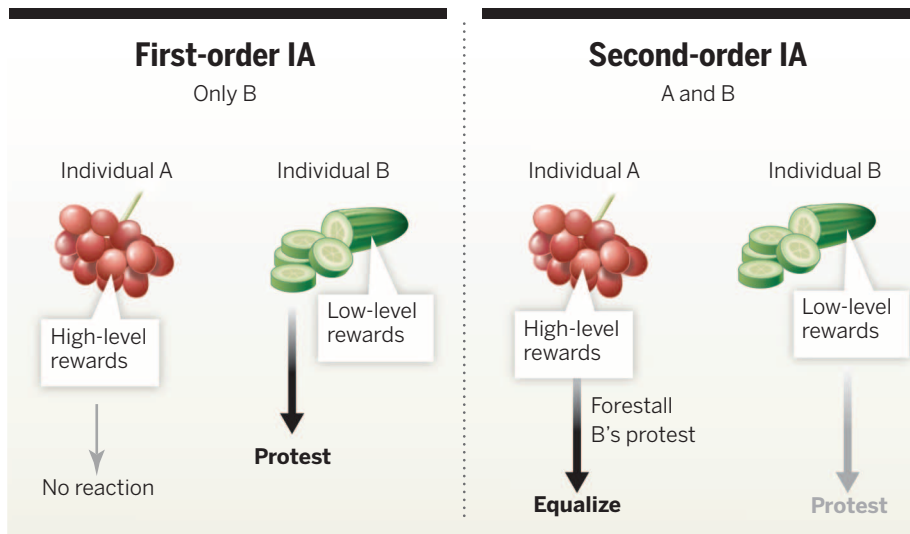 First-order IA
Only B
Individual A
Individual B
High-level
rewards
Low-level
rewards
No reaction
Protest
Second-order IA
A and B
Individual A
Individual B
High-level
rewards
Low-level
rewards
Forestall
B's protest
Equalize
Protest